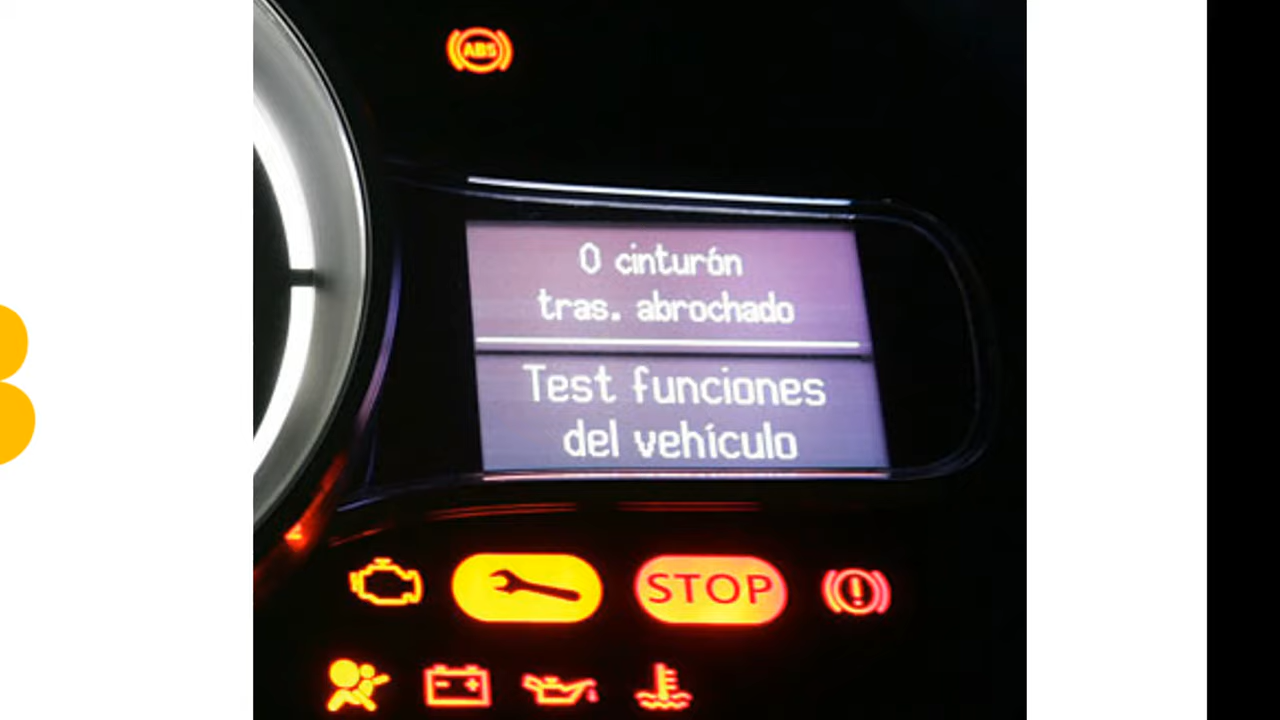 ABS
0 cinturón
tras. abrochado
Test funciones
del vehículo
STOP